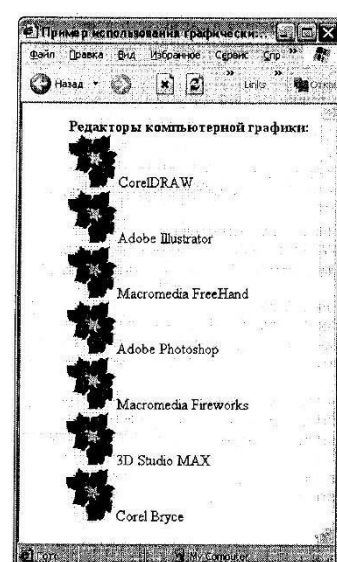 Пример использования графически...
Файл Правка Вид Избранное Сервис Спр »
Назад » Links »
Редакторы компьютерной графики:
CorelDRAW
Adobe Illustrator
Macromedia FreeHand
Adobe Photoshop
Macromedia Fireworks
3D Studio MAX
Corel Bryce
My Computer